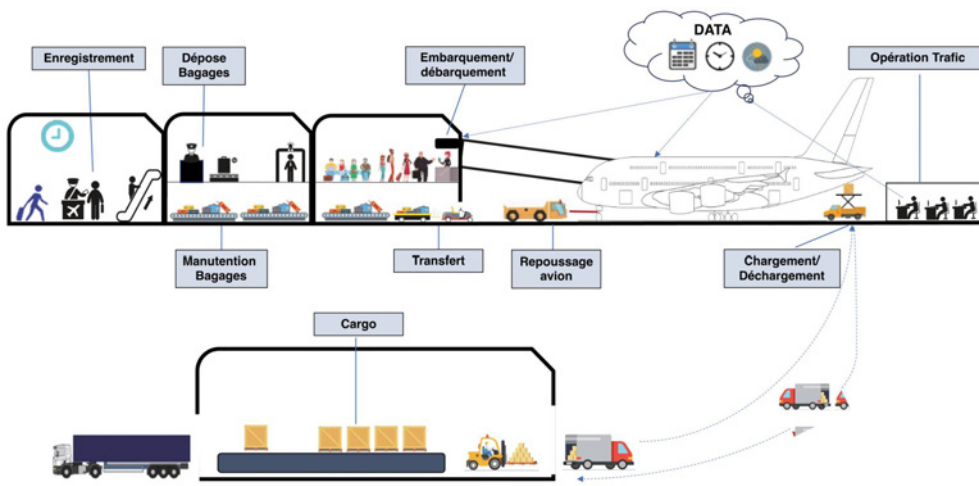 DATA
Enregistrement
Dépose
Bagages
Embarquement/
débarquement
Opération Trafic
Manutention
Bagages
Transfert
Repoussage
avion
Chargement/
Déchargement
Cargo